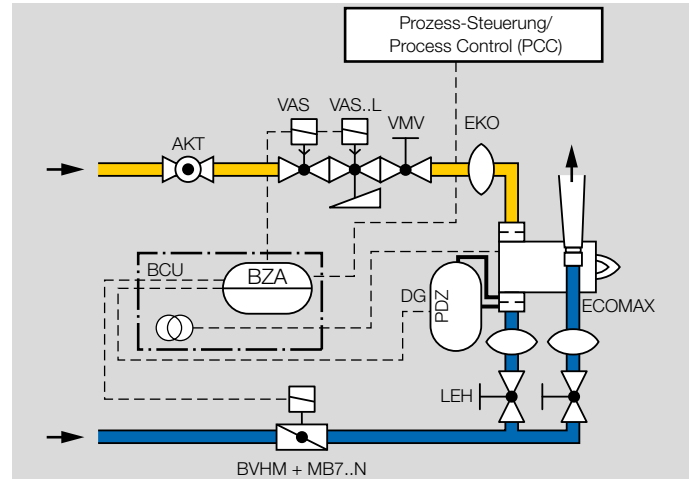 Prozess-Steuerung/
Process Control (PCC)
VAS
VAS..L
VMV
EKO
AKT
BCU
BZA
DG
PDZ
ECOMAX
LEH
BVHM + MB7..N